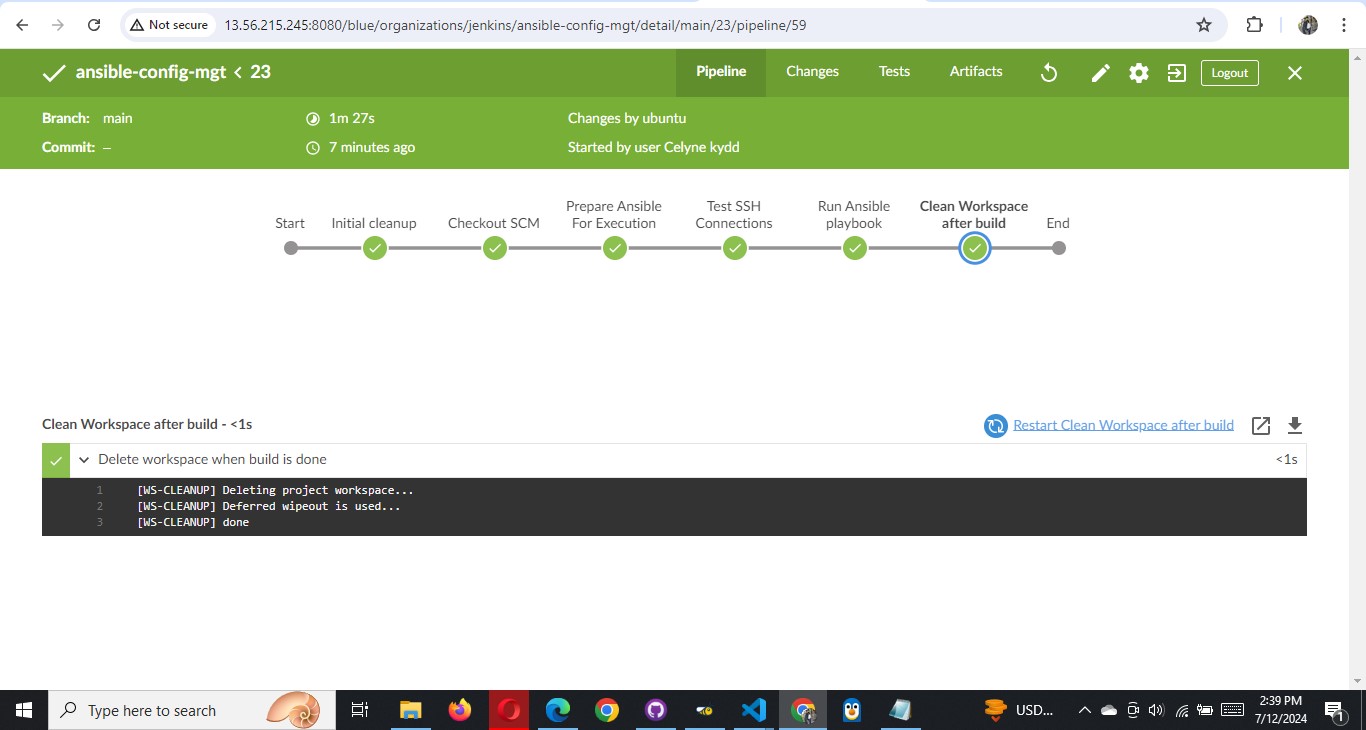 Not secure 13.56.215.245:8080/blue/organizations/jenkins/ansible-config-mgt/detail/main/23/pipeline/59
ansible-config-mgt < 23
Pipeline Changes Tests Artifacts Logout
Branch: main 1m 27s Changes by ubuntu
Commit: – 7 minutes ago Started by user Celyne kydd
Start
Initial cleanup
Checkout SCM
Prepare Ansible
For Execution
Test SSH
Connections
Run Ansible
playbook
Clean Workspace
after build
End
Clean Workspace after build - <1s Restart Clean Workspace after build
Delete workspace when build is done <1s
1 [WS-CLEANUP] Deleting project workspace...
2 [WS-CLEANUP] Deferred wipeout is used...
3 [WS-CLEANUP] done
Type here to search USD... 2:39 PM
7/12/2024
1